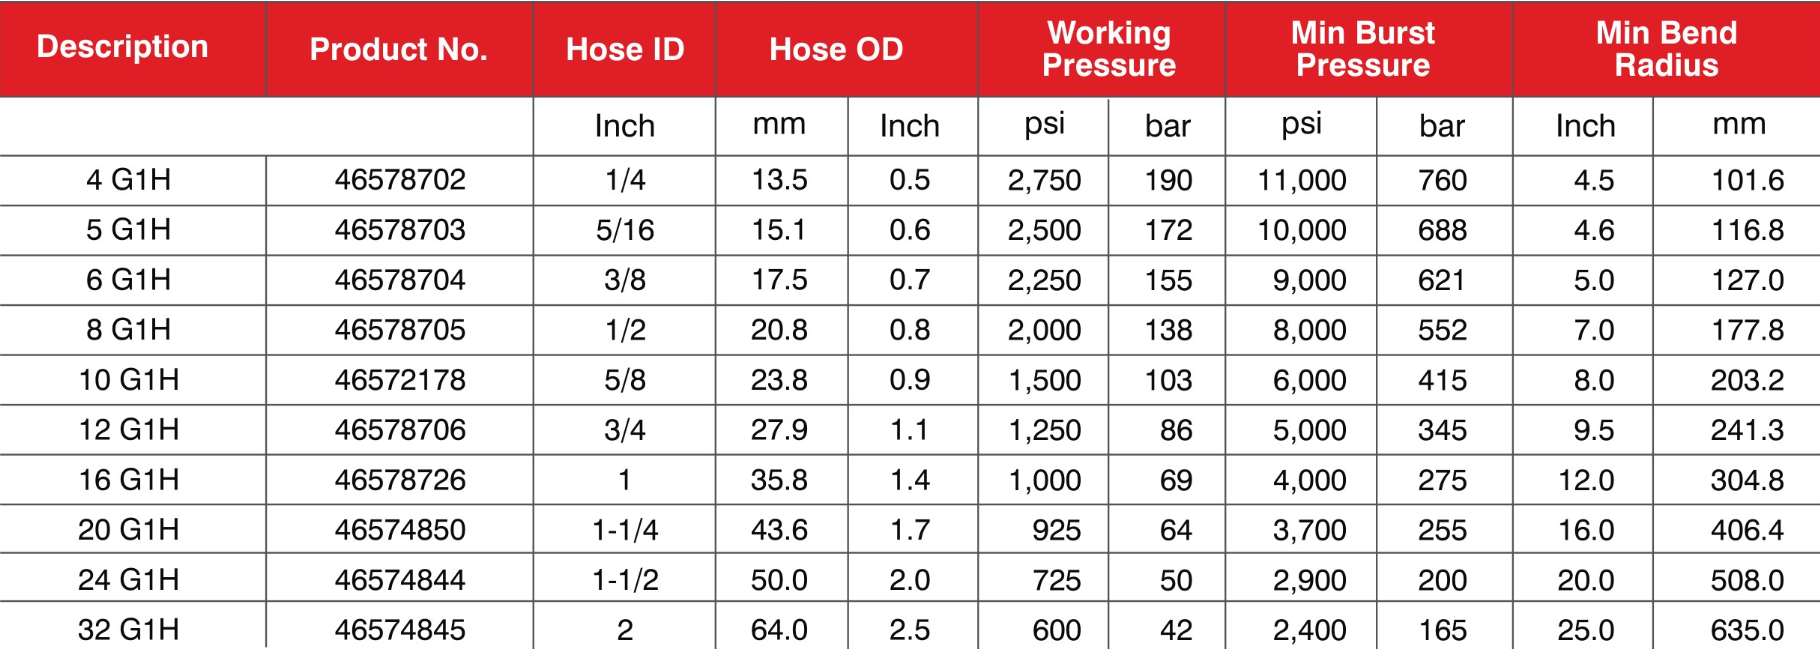 Description Product No. Hose ID Hose OD Working Pressure Min Burst Pressure Min Bend Radius
Inch mm Inch psi bar psi bar Inch mm
4 G1H 46578702 1/4 13.5 0.5 2,750 190 11,000 760 4.5 101.6
5 G1H 46578703 5/16 15.1 0.6 2,500 172 10,000 688 4.6 116.8
6 G1H 46578704 3/8 17.5 0.7 2,250 155 9,000 621 5.0 127.0
8 G1H 46578705 1/2 20.8 0.8 2,000 138 8,000 552 7.0 177.8
10 G1H 46572178 5/8 23.8 0.9 1,500 103 6,000 415 8.0 203.2
12 G1H 46578706 3/4 27.9 1.1 1,250 86 5,000 345 9.5 241.3
16 G1H 46578726 1 35.8 1.4 1,000 69 4,000 275 12.0 304.8
20 G1H 46574850 1-1/4 43.6 1.7 925 64 3,700 255 16.0 406.4
24 G1H 46574844 1-1/2 50.0 2.0 725 50 2,900 200 20.0 508.0
32 G1H 46574845 2 64.0 2.5 600 42 2,400 165 25.0 635.0